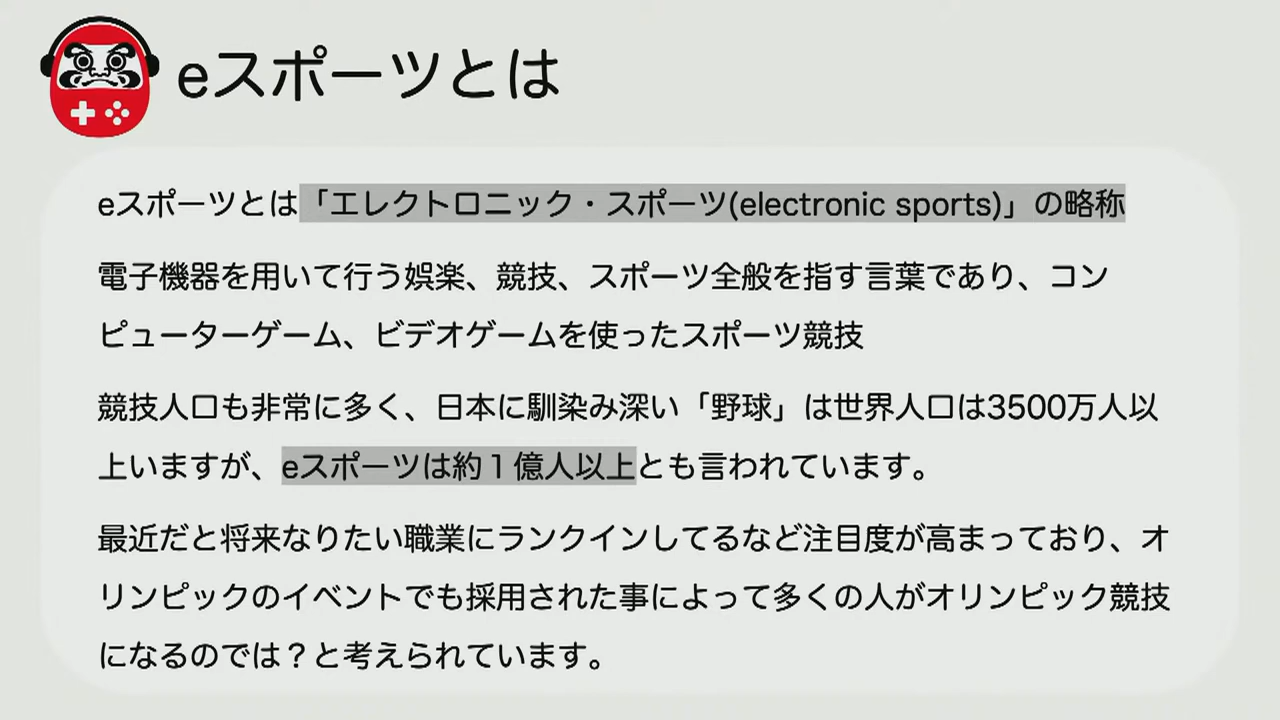 eスポーツとは
eスポーツとは「エレクトロニック・スポーツ(electronic sports)」の略称
電子機器を用いて行う娯楽、競技、スポーツ全般を指す言葉であり、コン
ピューターゲーム、ビデオゲームを使ったスポーツ競技
競技人口も非常に多く、日本に馴染み深い「野球」は世界人口は3500万人以
上いますが、eスポーツは約１億人以上とも言われています。
最近だと将来なりたい職業にランクインしてるなど注目度が高まっており、オ
リンピックのイベントでも採用された事によって多くの人がオリンピック競技
になるのでは？と考えられています。